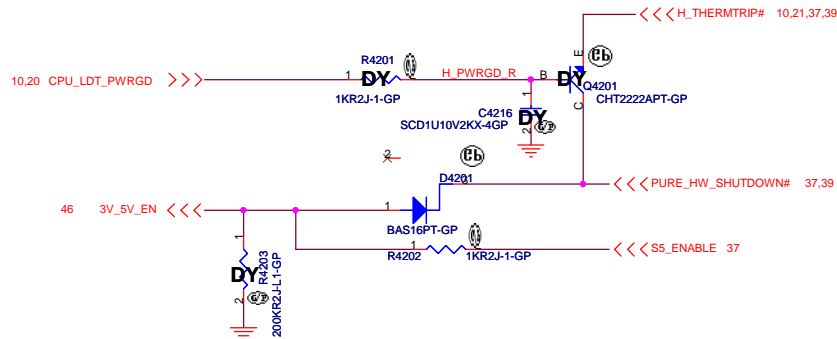 H_THERMTRIP# 10,21,37,39
R4201
10,20 CPU_LDT_PWRGD
1
DY
2
H_PWRGD_R
B
E
DY
Q4201
1KR2J-1-GP
CHT2222APT-GP
C
1
C4216
DY
SCD1U10V2KX-4GP
2
2
D4201
3
PURE_HW_SHUTDOWN# 37,39
46 3V_5V_EN
1
BAS16PT-GP
1
R4202
1KR2J-1-GP
S5_ENABLE 37
1
DY
R4203
200KR2J-L1-GP
2